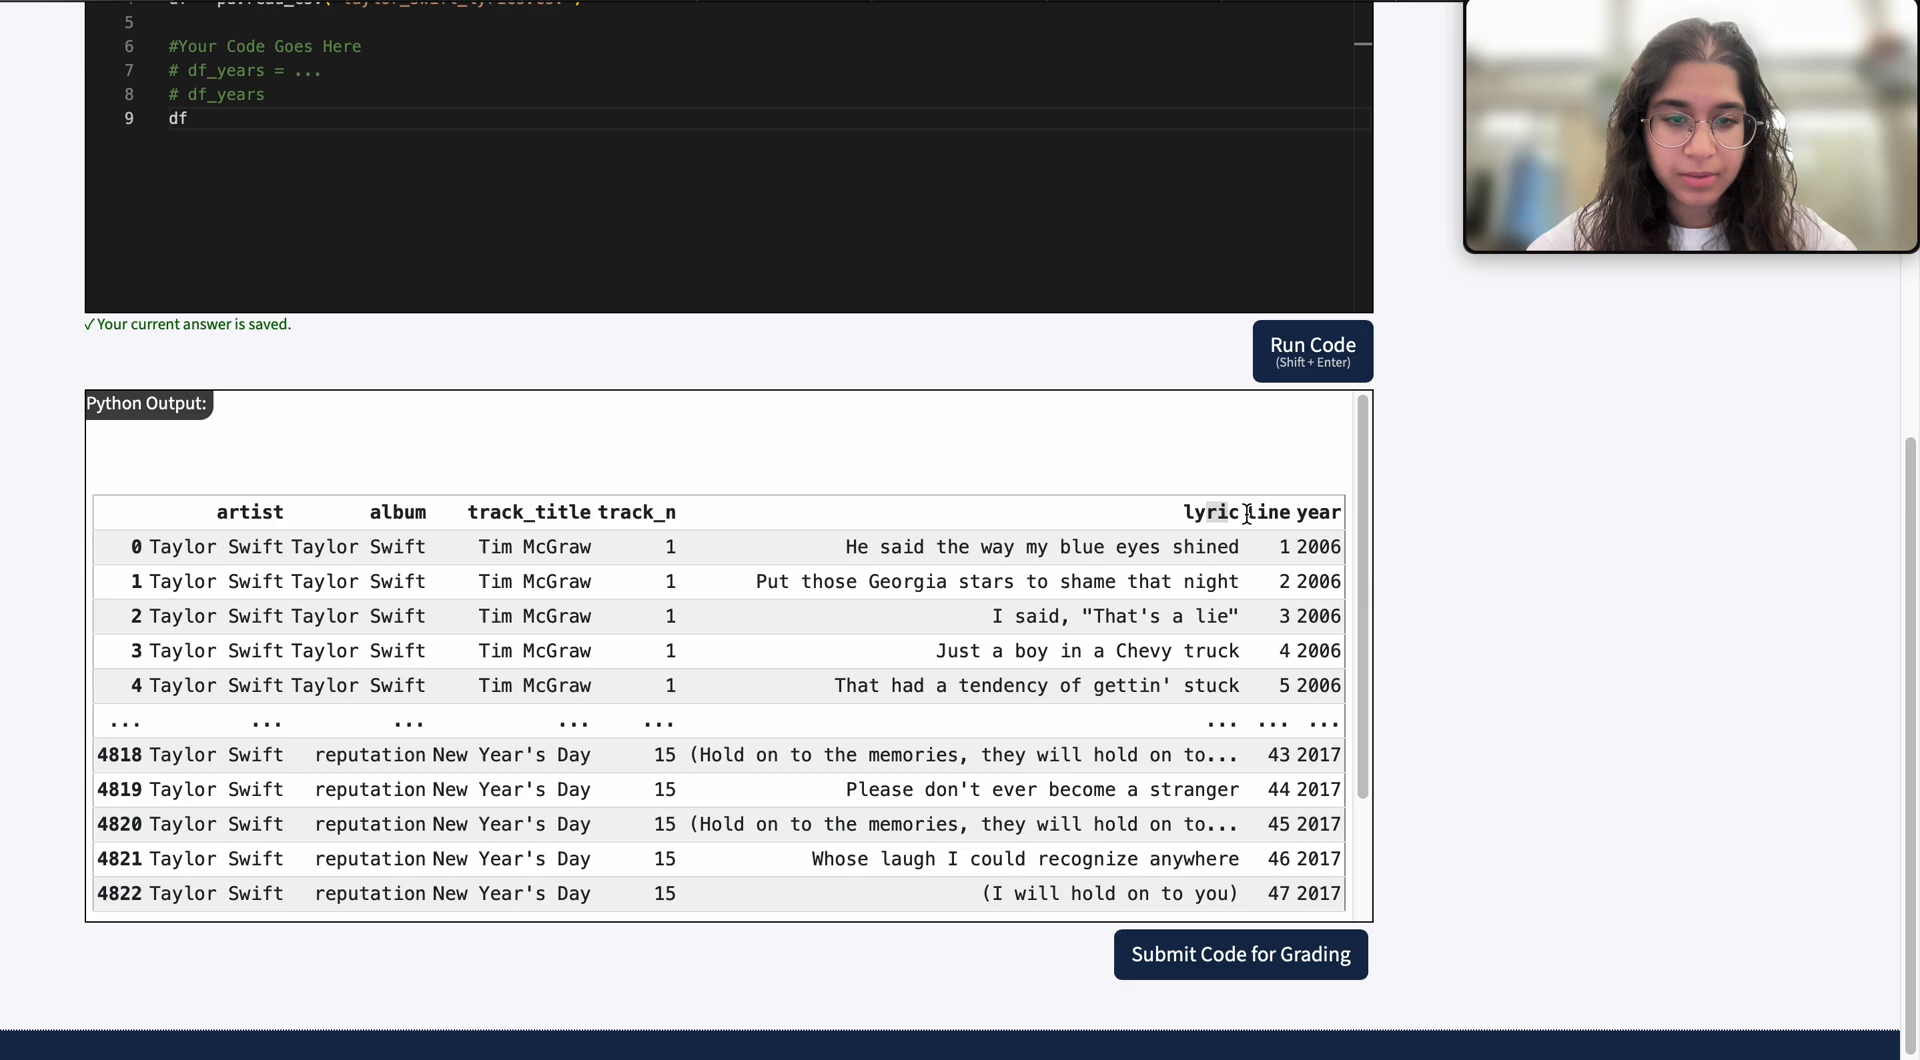 5
6 #Your Code Goes Here
7 # df_years = ...
8 # df_years
9 df
✓Your current answer is saved.
Run Code
(Shift + Enter)
Python Output:
artist album track_title track_n lyric line year
0 Taylor Swift Taylor Swift Tim McGraw 1 He said the way my blue eyes shined 1 2006
1 Taylor Swift Taylor Swift Tim McGraw 1 Put those Georgia stars to shame that night 2 2006
2 Taylor Swift Taylor Swift Tim McGraw 1 I said, "That's a lie" 3 2006
3 Taylor Swift Taylor Swift Tim McGraw 1 Just a boy in a Chevy truck 4 2006
4 Taylor Swift Taylor Swift Tim McGraw 1 That had a tendency of gettin' stuck 5 2006
... ... ... ... ... ... ... ...
4818 Taylor Swift reputation New Year's Day 15 (Hold on to the memories, they will hold on to... 43 2017
4819 Taylor Swift reputation New Year's Day 15 Please don't ever become a stranger 44 2017
4820 Taylor Swift reputation New Year's Day 15 (Hold on to the memories, they will hold on to... 45 2017
4821 Taylor Swift reputation New Year's Day 15 Whose laugh I could recognize anywhere 46 2017
4822 Taylor Swift reputation New Year's Day 15 (I will hold on to you) 47 2017
Submit Code for Grading